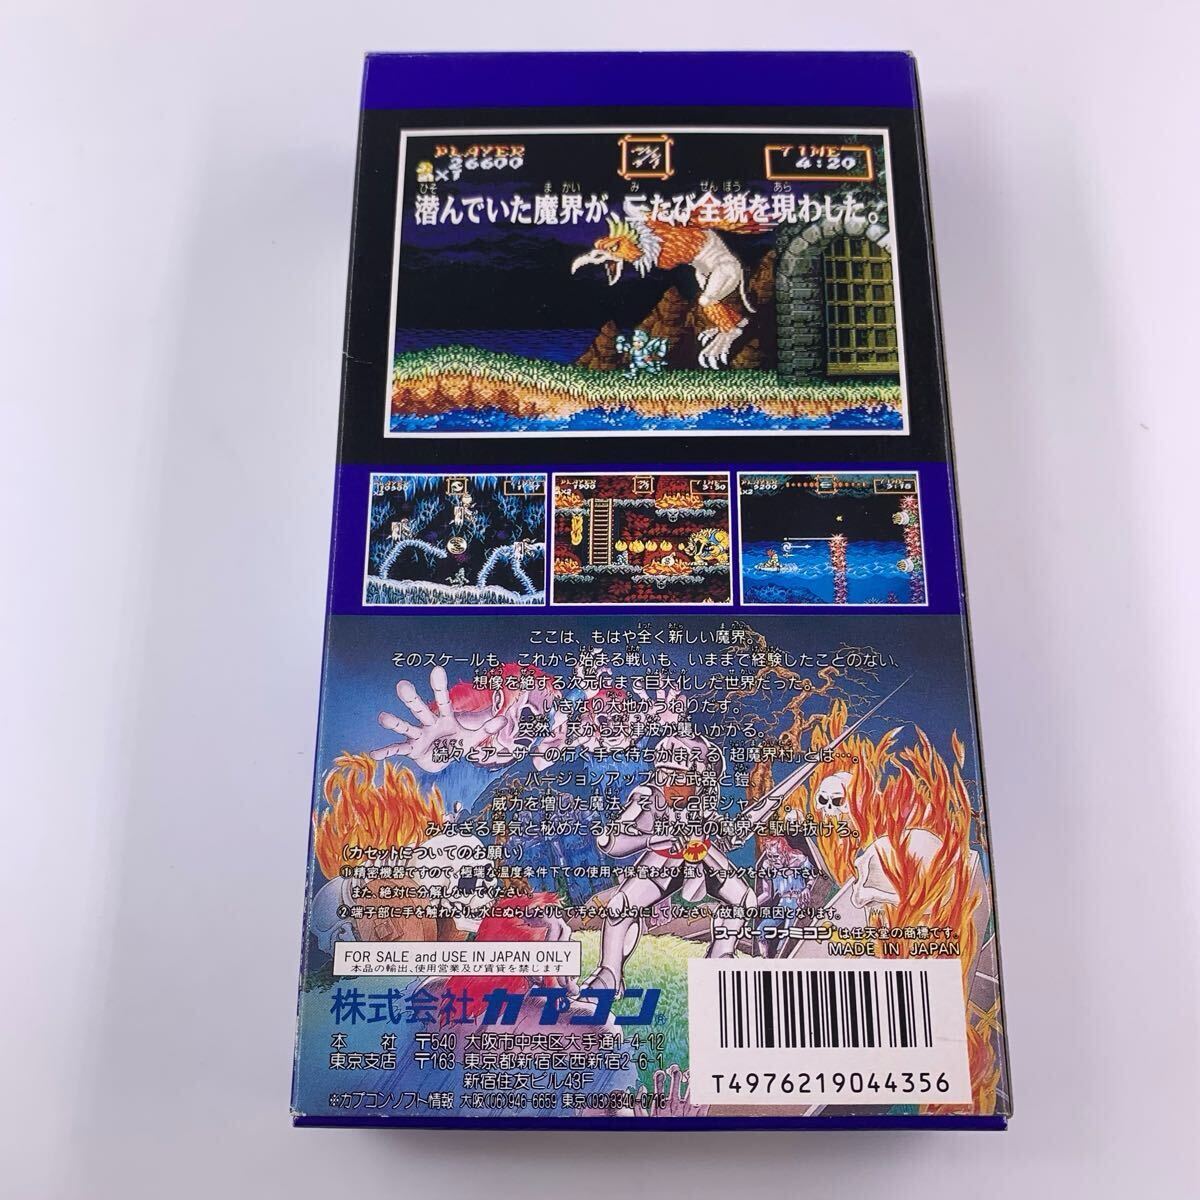 PLAYER
26600
X1
TIME
4:20
ひそ まかい み ぜんぼう あら
潜んでいた魔界が、三たび全貌を現わした。
PLAYER
X2
1900
TIME
PLAYER
9200
X2
ここは、もはや全く新しい魔界。
そのスケールも、これから始まる戦いも、いままで経験したことのない、
想像を絶する次元にまで巨大化した世界だった。
いきなり大地がうねりだす。
突然、天から大津波が襲いかかる。
続々とアーサーの行く手で待ちかまえる「超魔界村」とは…。
バージョンアップした武器と鎧、
威力を増した魔法、そして2段ジャンプ。
みなぎる勇気と秘めたる力で、新次元の魔界を駆け抜けろ。
(カセットについてのお願い)
①精密機器ですので、極端な温度条件下での使用や保管および強いショックをさけて下さい。
また、絶対に分解しないでください。
②端子部に手を触れたり、水にぬらしたりして汚さないようにしてください。故障の原因となります。
スーパーファミコンは任天堂の商標です。
MADE IN JAPAN
FOR SALE and USE IN JAPAN ONLY
本品の輸出、使用営業及び賃貸を禁じます
株式会社カプコン®
本 社 〒540 大阪市中央区大手通1-4-12
東京支店 〒163 東京都新宿区西新宿2-6-1
新宿住友ビル43F
※カプコンソフト情報 大阪(06)946-6659 東京(03)3340-0718
T4976219044356